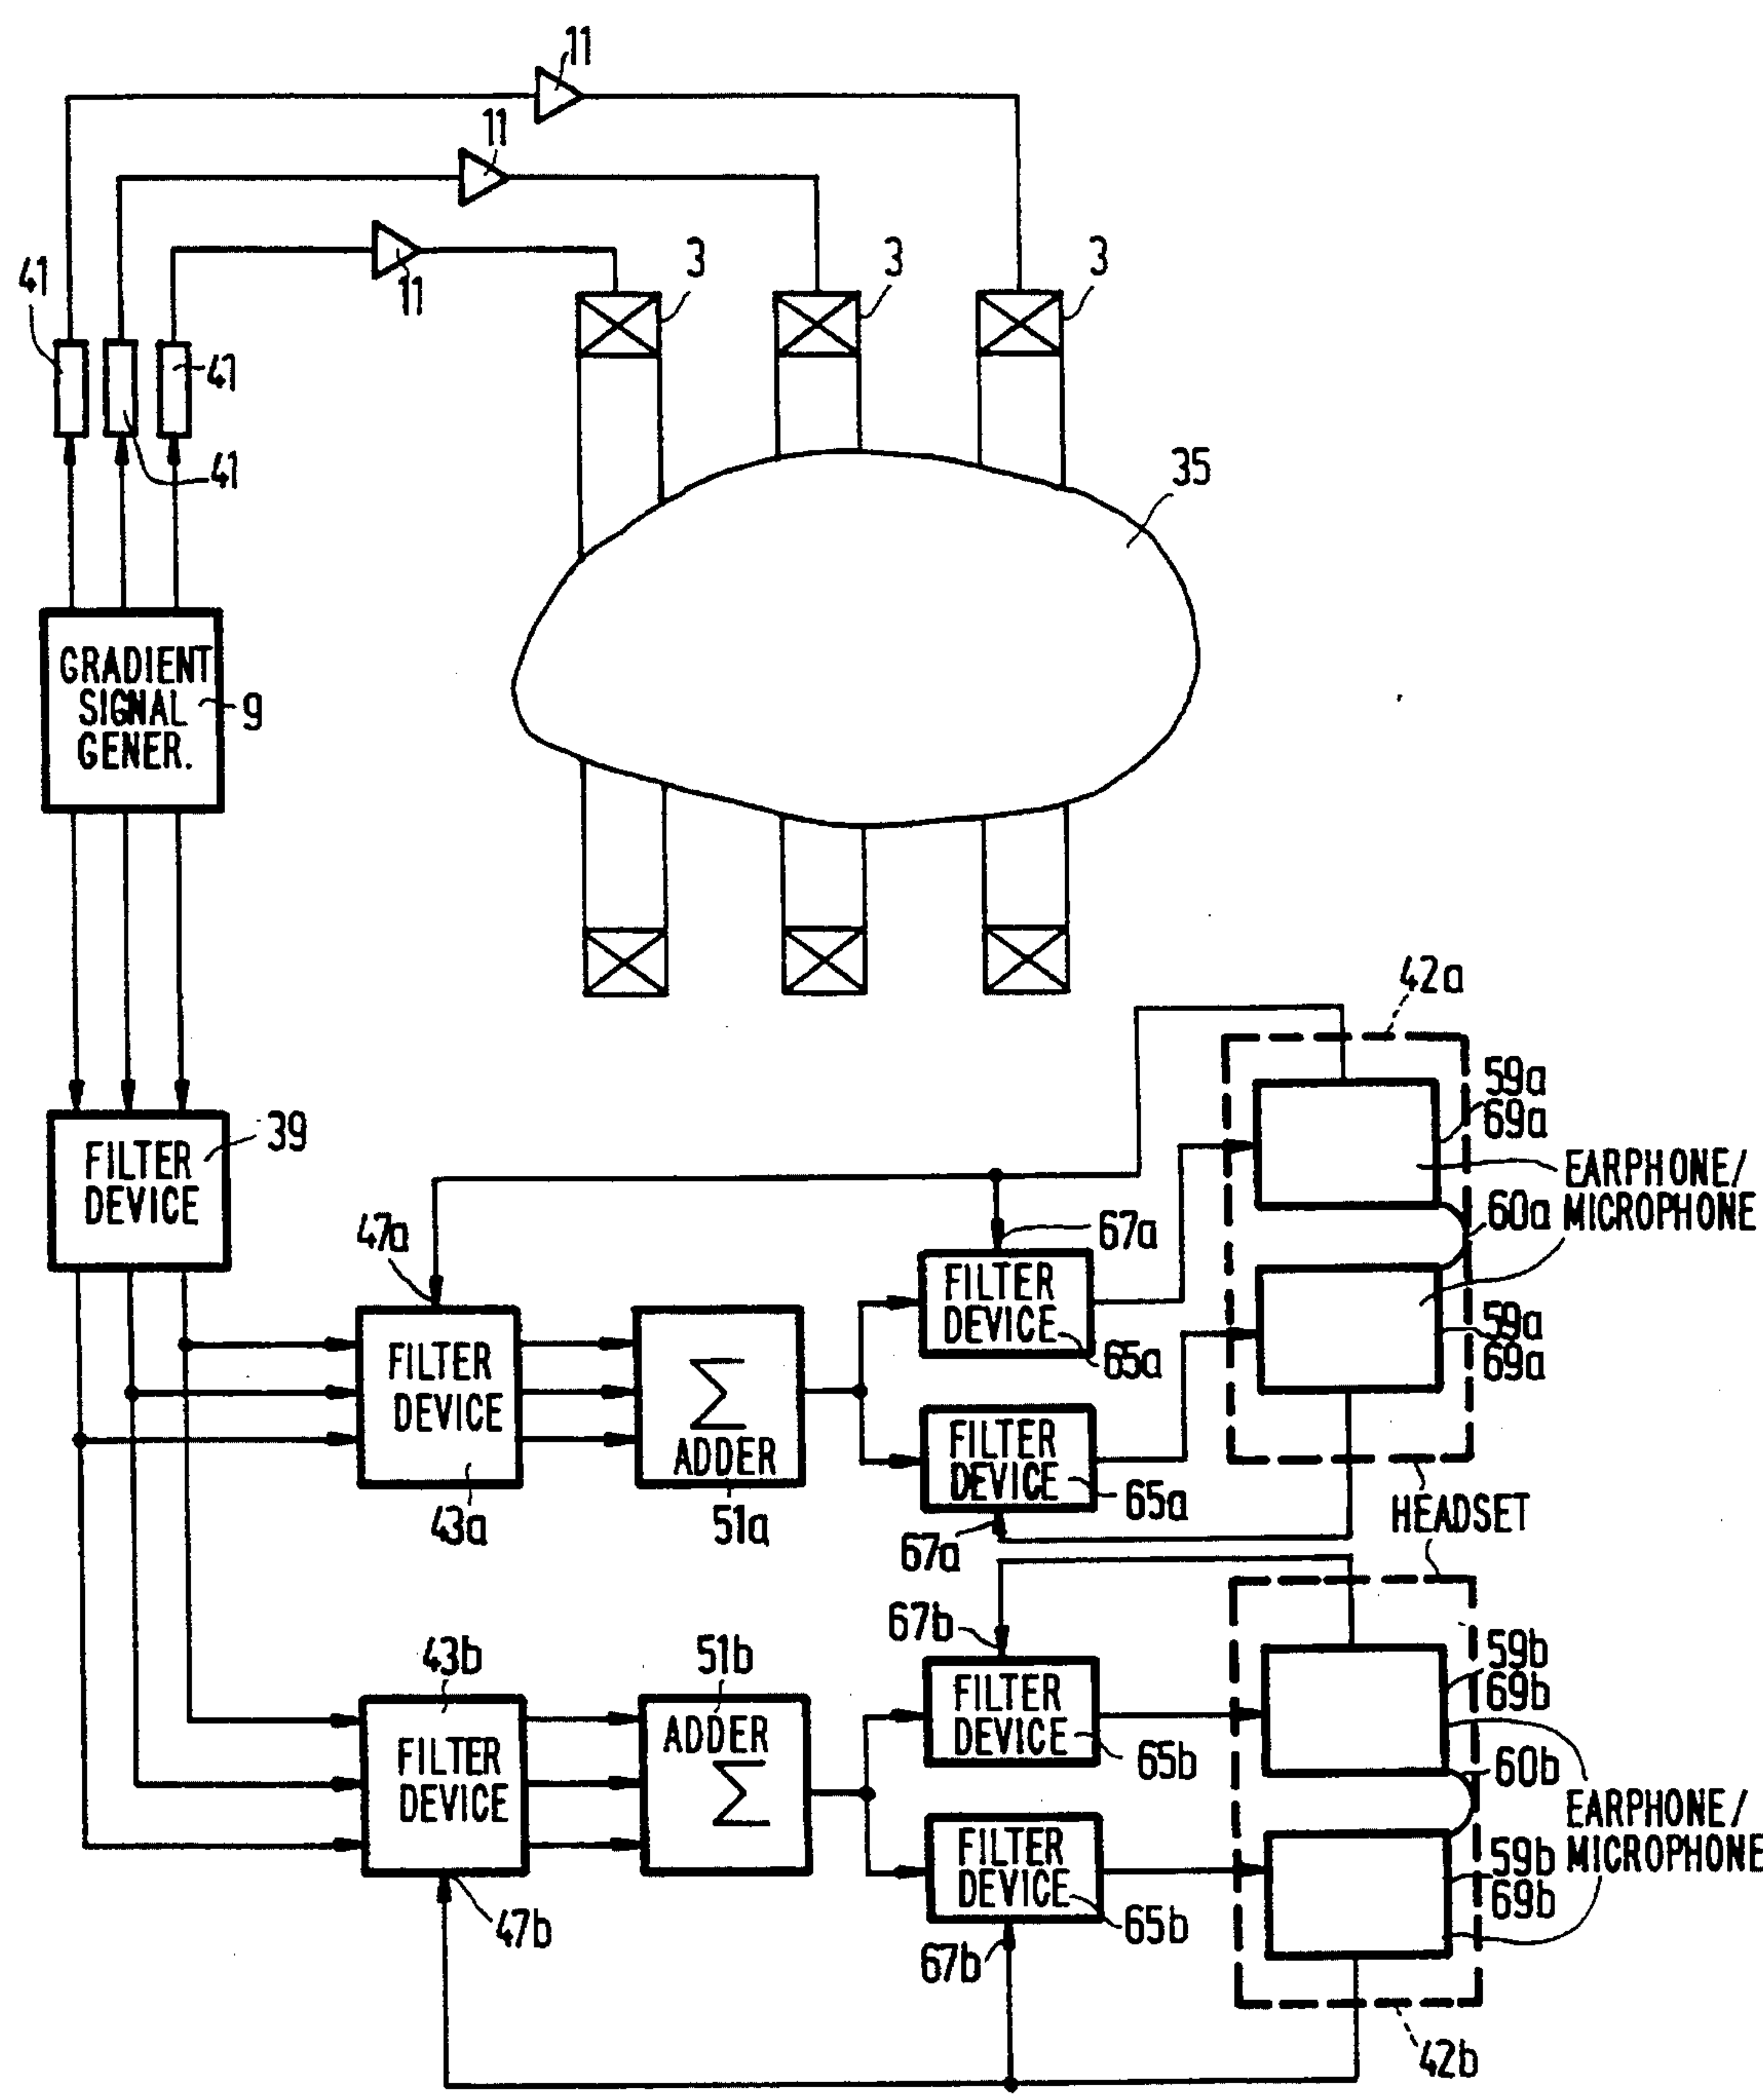 11
11
11
3
3
3
41
41
41
35
GRADIENT
SIGNAL
GENER.
9
42a
39
FILTER
DEVICE
59a
69a
EARPHONE/
MICROPHONE
60a
47a
67a
FILTER
DEVICE
65a
FILTER
DEVICE
43a
Σ
ADDER
51a
59a
69a
FILTER
DEVICE
65a
67a
HEADSET
67b
43b
51b
FILTER
DEVICE
65b
59b
69b
60b
FILTER
DEVICE
ADDER
Σ
EARPHONE/
MICROPHONE
FILTER
DEVICE
65b
59b
69b
47b
67b
42b